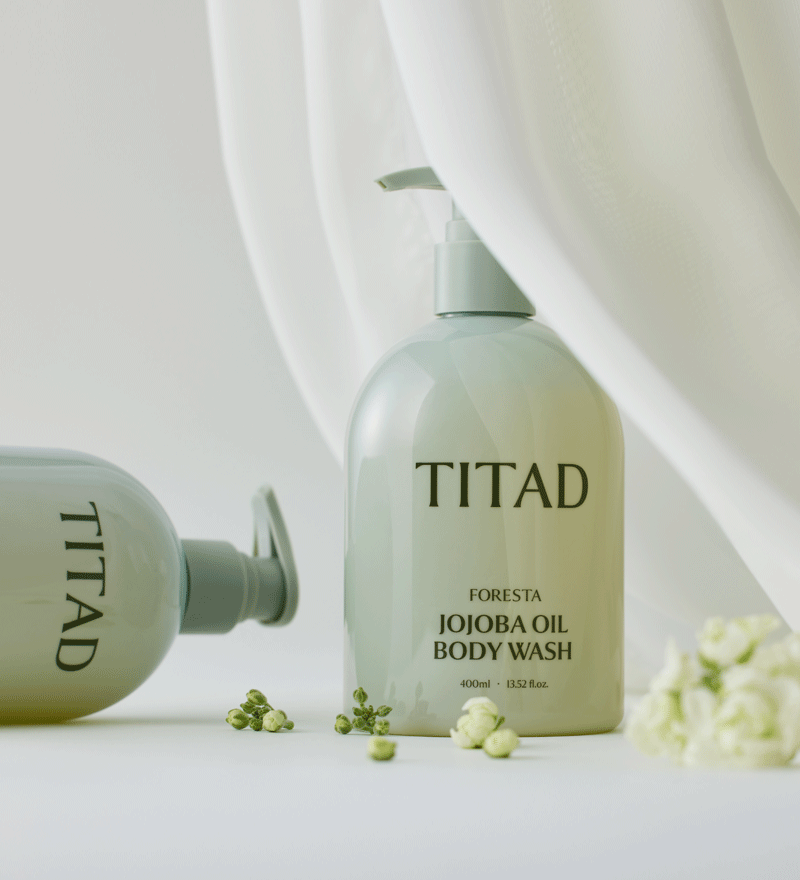 TITAD
FORESTA
JOJOBA OIL
BODY WASH
400ml · 13.52 fl.oz.
TITAD